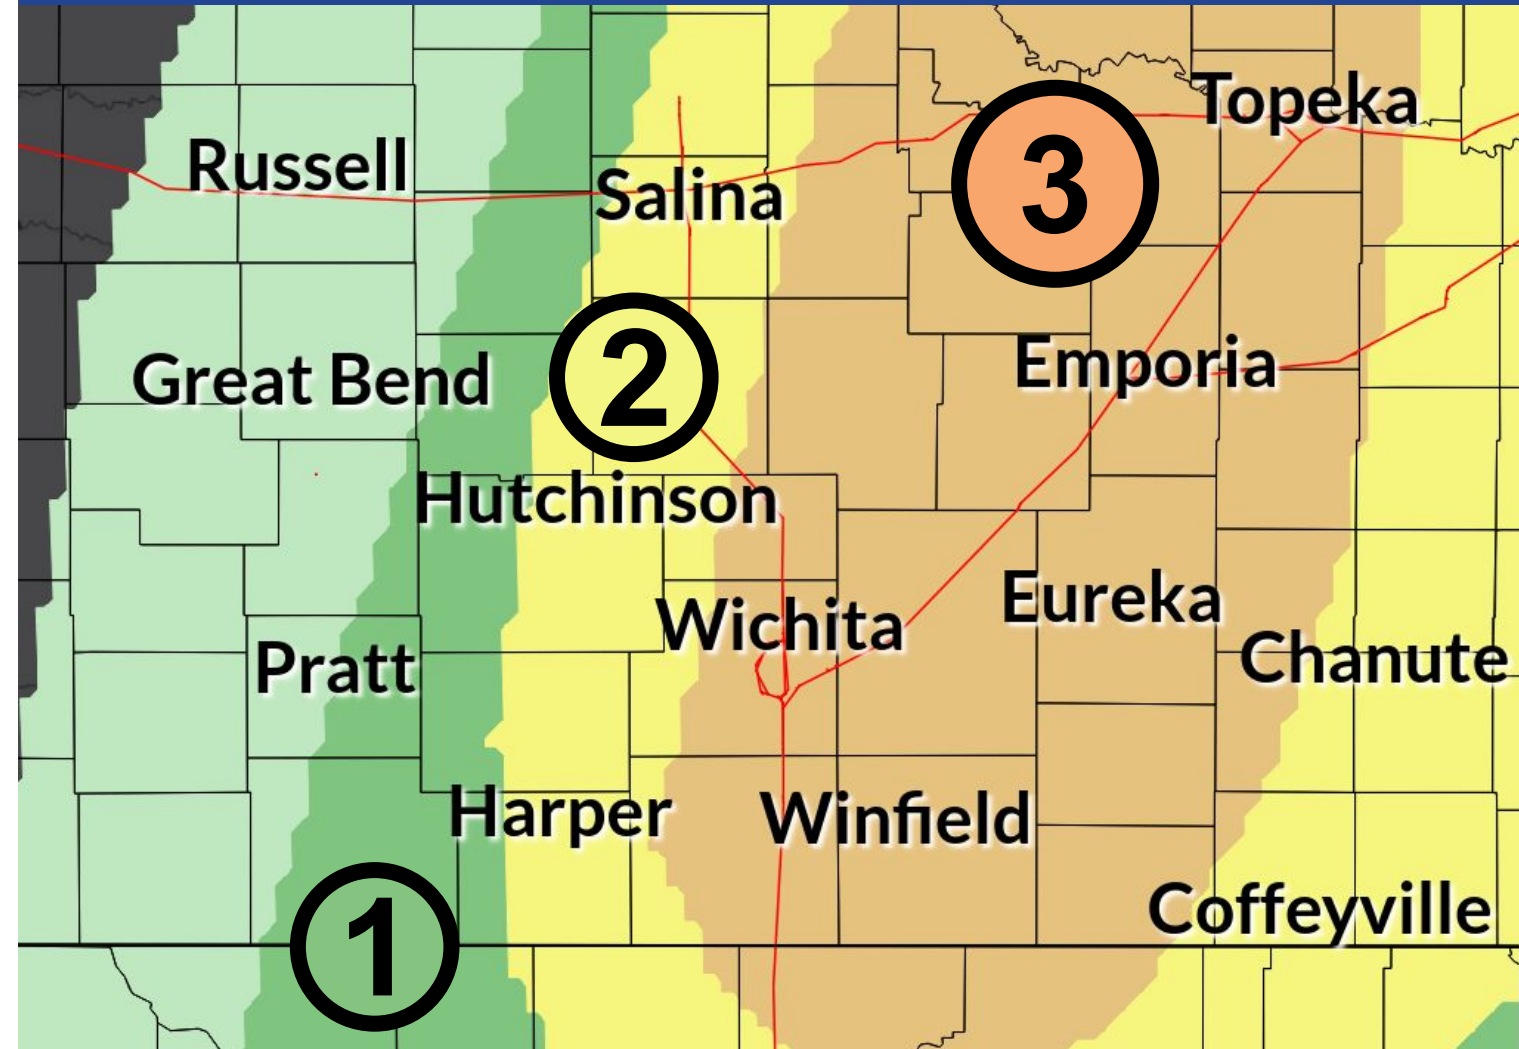 Topeka
Russell
3
Salina
Great Bend
2
Emporia
Hutchinson
Wichita
Eureka
Pratt
Chanute
Harper
Winfield
1
Coffeyville